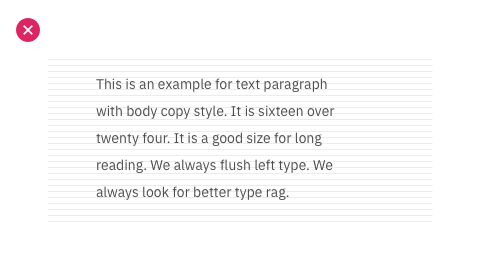 This is an example for text paragraph
with body copy style. It is sixteen over
twenty four. It is a good size for long
reading. We always flush left type. We
always look for better type rag.